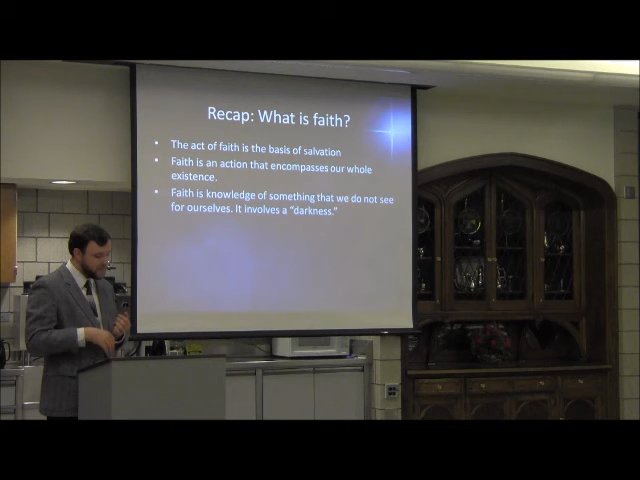 Recap: What is faith?
• The act of faith is the basis of salvation
• Faith is an action that encompasses our whole
existence.
• Faith is knowledge of something that we do not see
for ourselves. It involves a “darkness.”